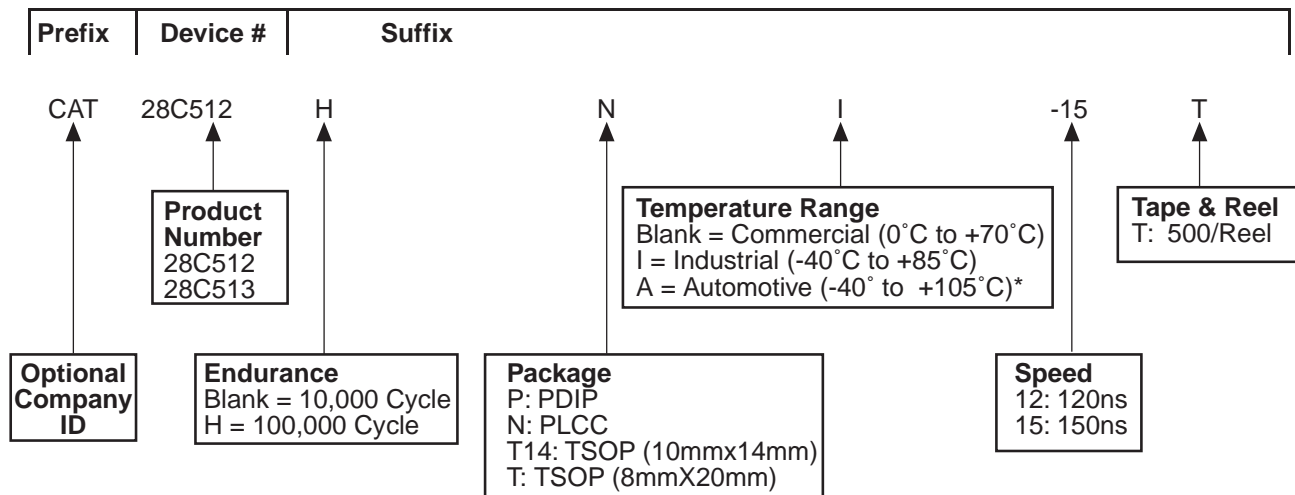 Prefix Device # Suffix
CAT 28C512 H N I -15 T
Product
Number
28C512
28C513
Temperature Range
Blank = Commercial (0˚C to +70˚C)
I = Industrial (-40˚C to +85˚C)
A = Automotive (-40˚ to +105˚C)*
Tape & Reel
T: 500/Reel
Optional
Company
ID
Endurance
Blank = 10,000 Cycle
H = 100,000 Cycle
Package
P: PDIP
N: PLCC
T14: TSOP (10mmx14mm)
T: TSOP (8mmX20mm)
Speed
12: 120ns
15: 150ns